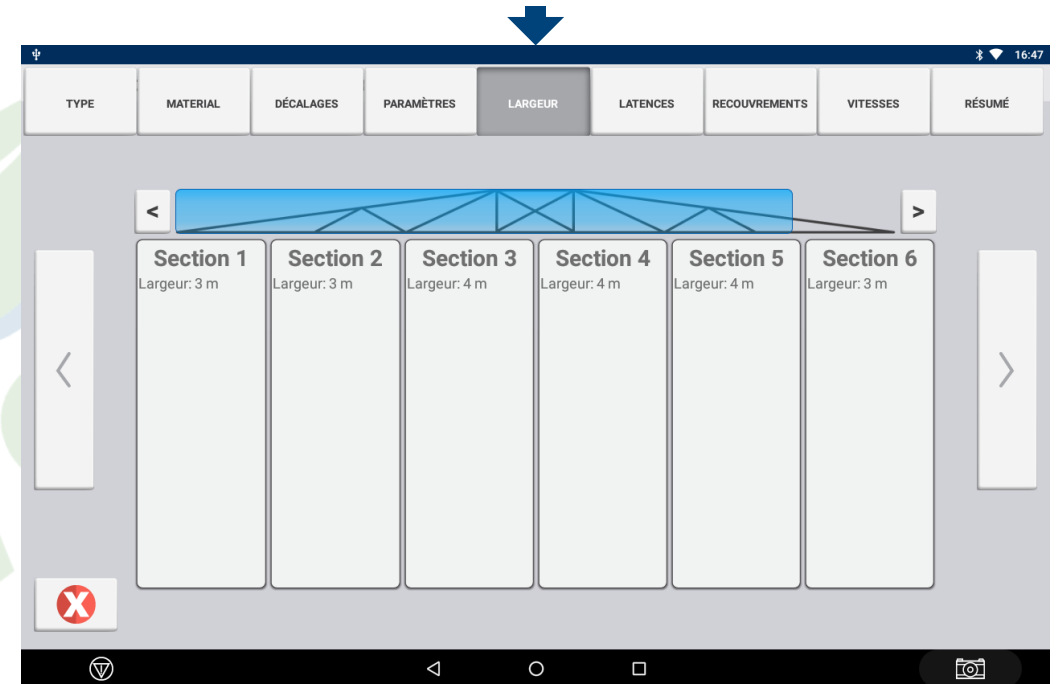 16:47
TYPE
MATERIAL
DÉCALAGES
PARAMÈTRES
LARGEUR
LATENCES
RECOUVREMENTS
VITESSES
RÉSUMÉ
<
>
Section 1
Largeur: 3 m
Section 2
Largeur: 3 m
Section 3
Largeur: 4 m
Section 4
Largeur: 4 m
Section 5
Largeur: 4 m
Section 6
Largeur: 3 m
X